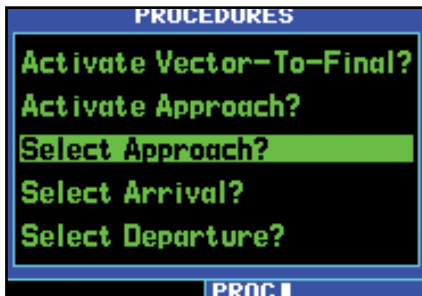 PROCEDURES
Activate Vector-To-Final?
Activate Approach?
Select Approach?
Select Arrival?
Select Departure?
PROC